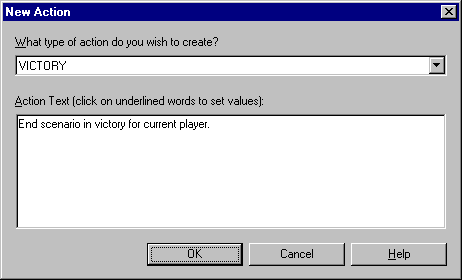 New Action
What type of action do you wish to create?
VICTORY
Action Text (click on underlined words to set values):
End scenario in victory for current player.
OK Cancel Help